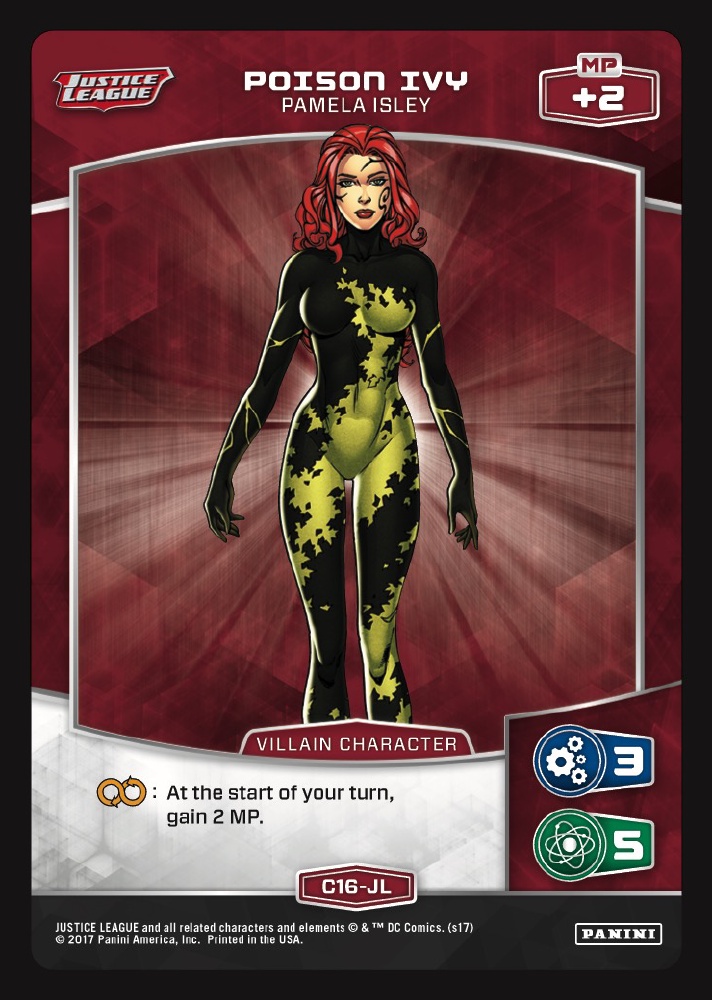 JUSTICE
LEAGUE
POISON IVY
PAMELA ISLEY
MP
+2
VILLAIN CHARACTER
: At the start of your turn,
gain 2 MP.
3
5
C16-JL
JUSTICE LEAGUE and all related characters and elements © & ™ DC Comics. (s17)
© 2017 Panini America, Inc. Printed in the USA.
PANINI